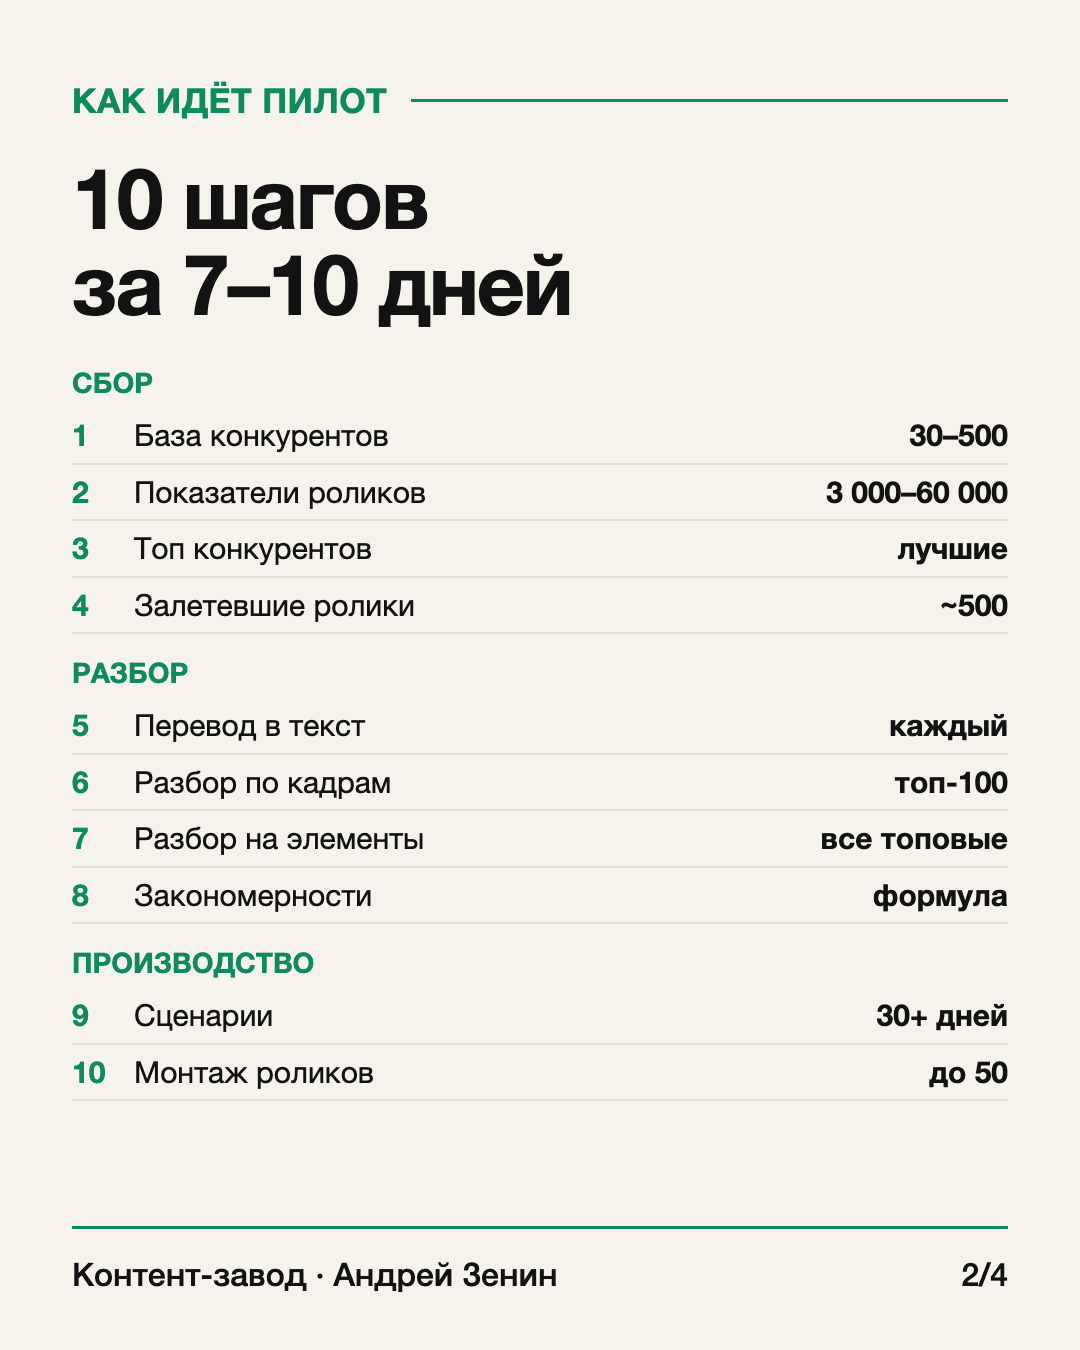 КАК ИДЁТ ПИЛОТ
10 шагов
за 7–10 дней
СБОР
1 База конкурентов 30–500
2 Показатели роликов 3 000–60 000
3 Топ конкурентов лучшие
4 Залетевшие ролики ~500
РАЗБОР
5 Перевод в текст каждый
6 Разбор по кадрам топ-100
7 Разбор на элементы все топовые
8 Закономерности формула
ПРОИЗВОДСТВО
9 Сценарии 30+ дней
10 Монтаж роликов до 50
Контент-завод · Андрей Зенин 2/4